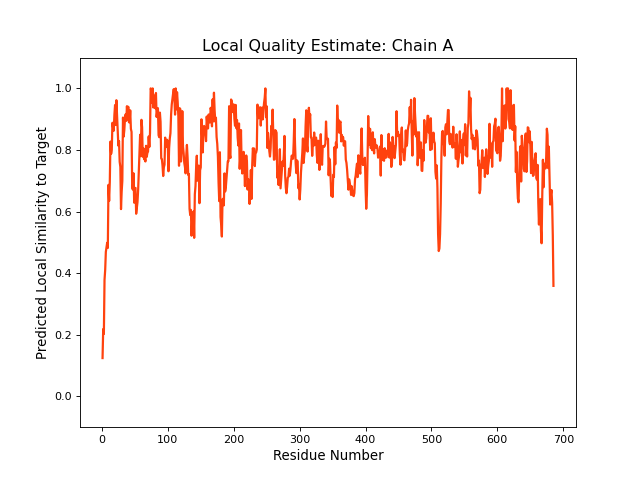 Local Quality Estimate: Chain A
Predicted Local Similarity to Target
1.0
0.8
0.6
0.4
0.2
0.0
0 100 200 300 400 500 600 700
Residue Number